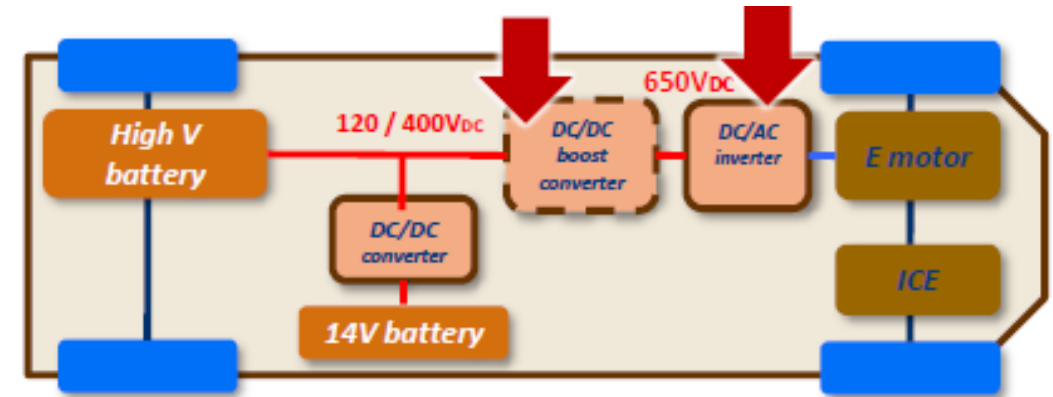 High V
battery
120 / 400VDC
DC/DC
boost
converter
650VDC
DC/AC
inverter
E motor
DC/DC
converter
ICE
14V battery